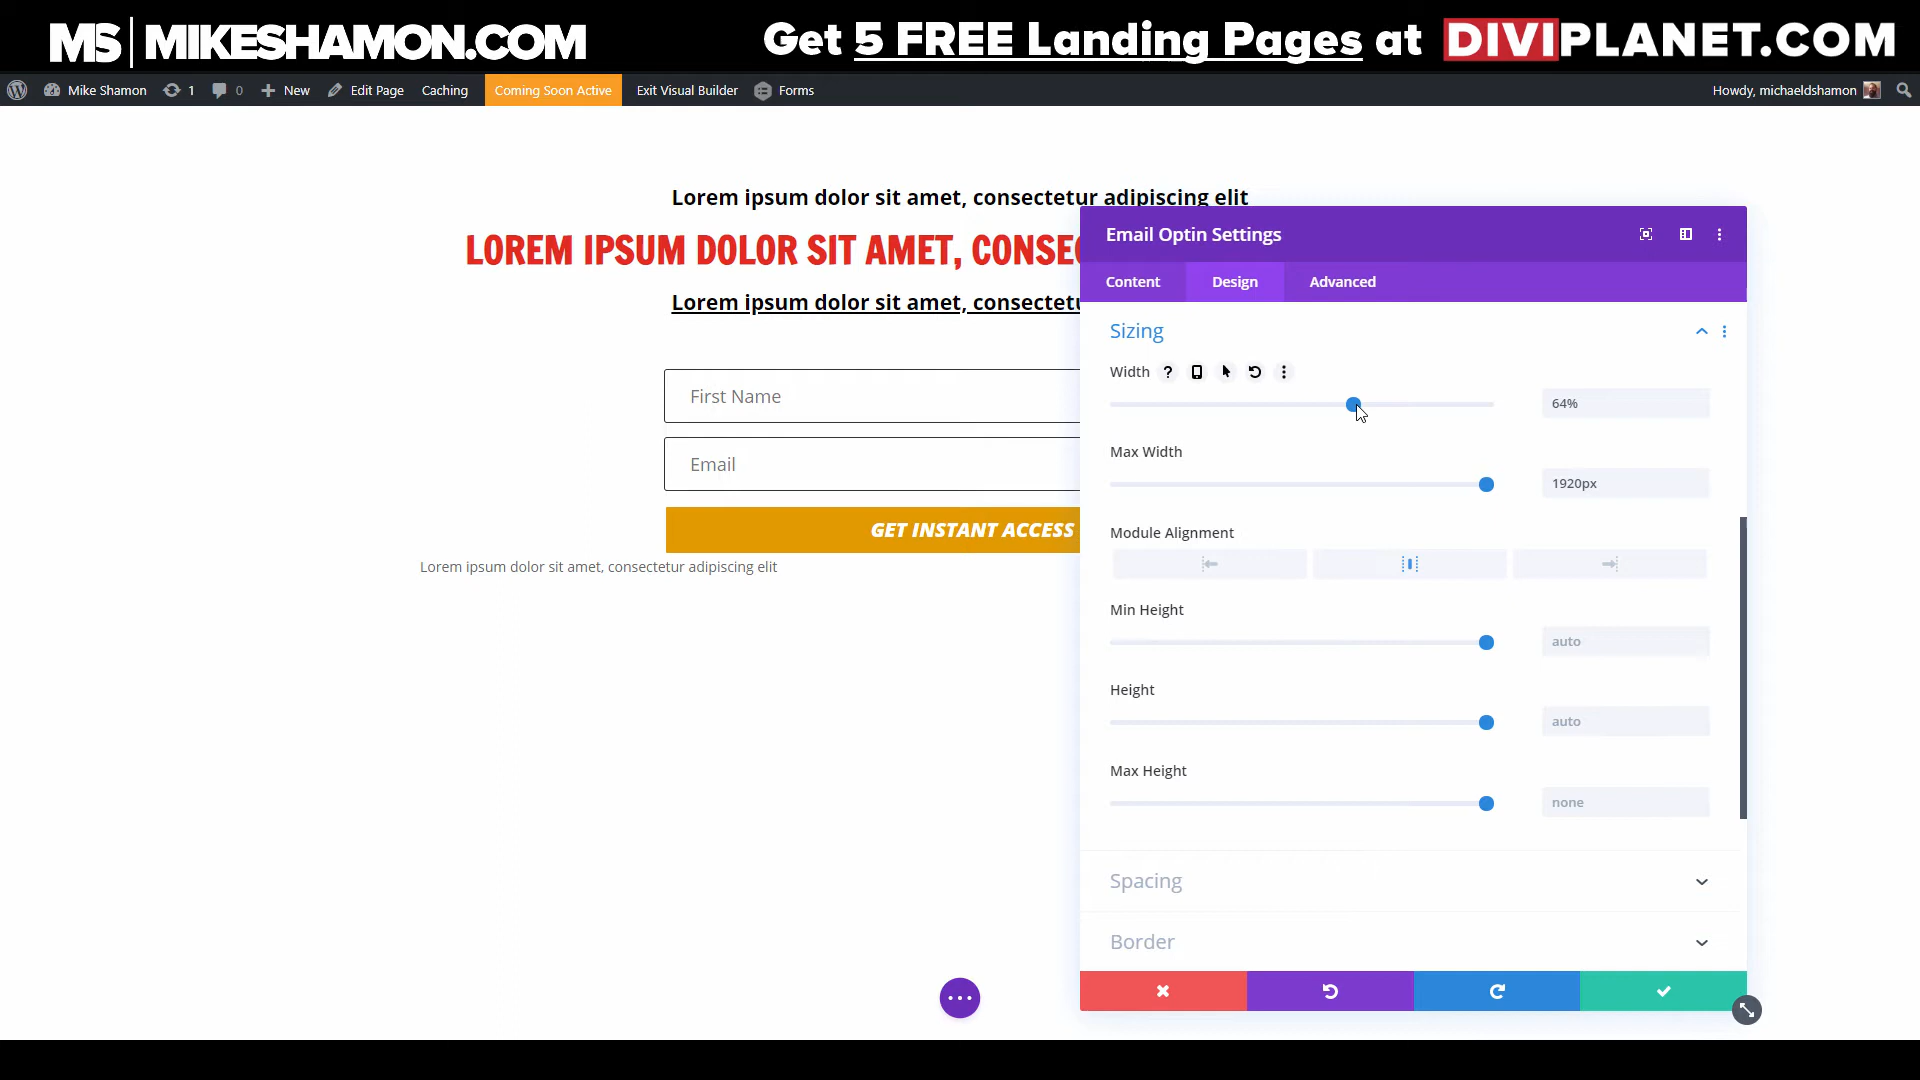 MS | MIKESHAMON.COM
Get 5 FREE Landing Pages at DIVIPLANET.COM
Mike Shamon 1 0 New Edit Page Caching Coming Soon Active Exit Visual Builder Forms Howdy, michaeldshamon
Lorem ipsum dolor sit amet, consectetur adipiscing elit
LOREM IPSUM DOLOR SIT AMET, CONSEC
Lorem ipsum dolor sit amet, consectetu
First Name
Email
GET INSTANT ACCESS
Lorem ipsum dolor sit amet, consectetur adipiscing elit
Email Optin Settings
Content Design Advanced
Sizing
Width ?
64%
Max Width
1920px
Module Alignment
Min Height
auto
Height
auto
Max Height
none
Spacing
Border